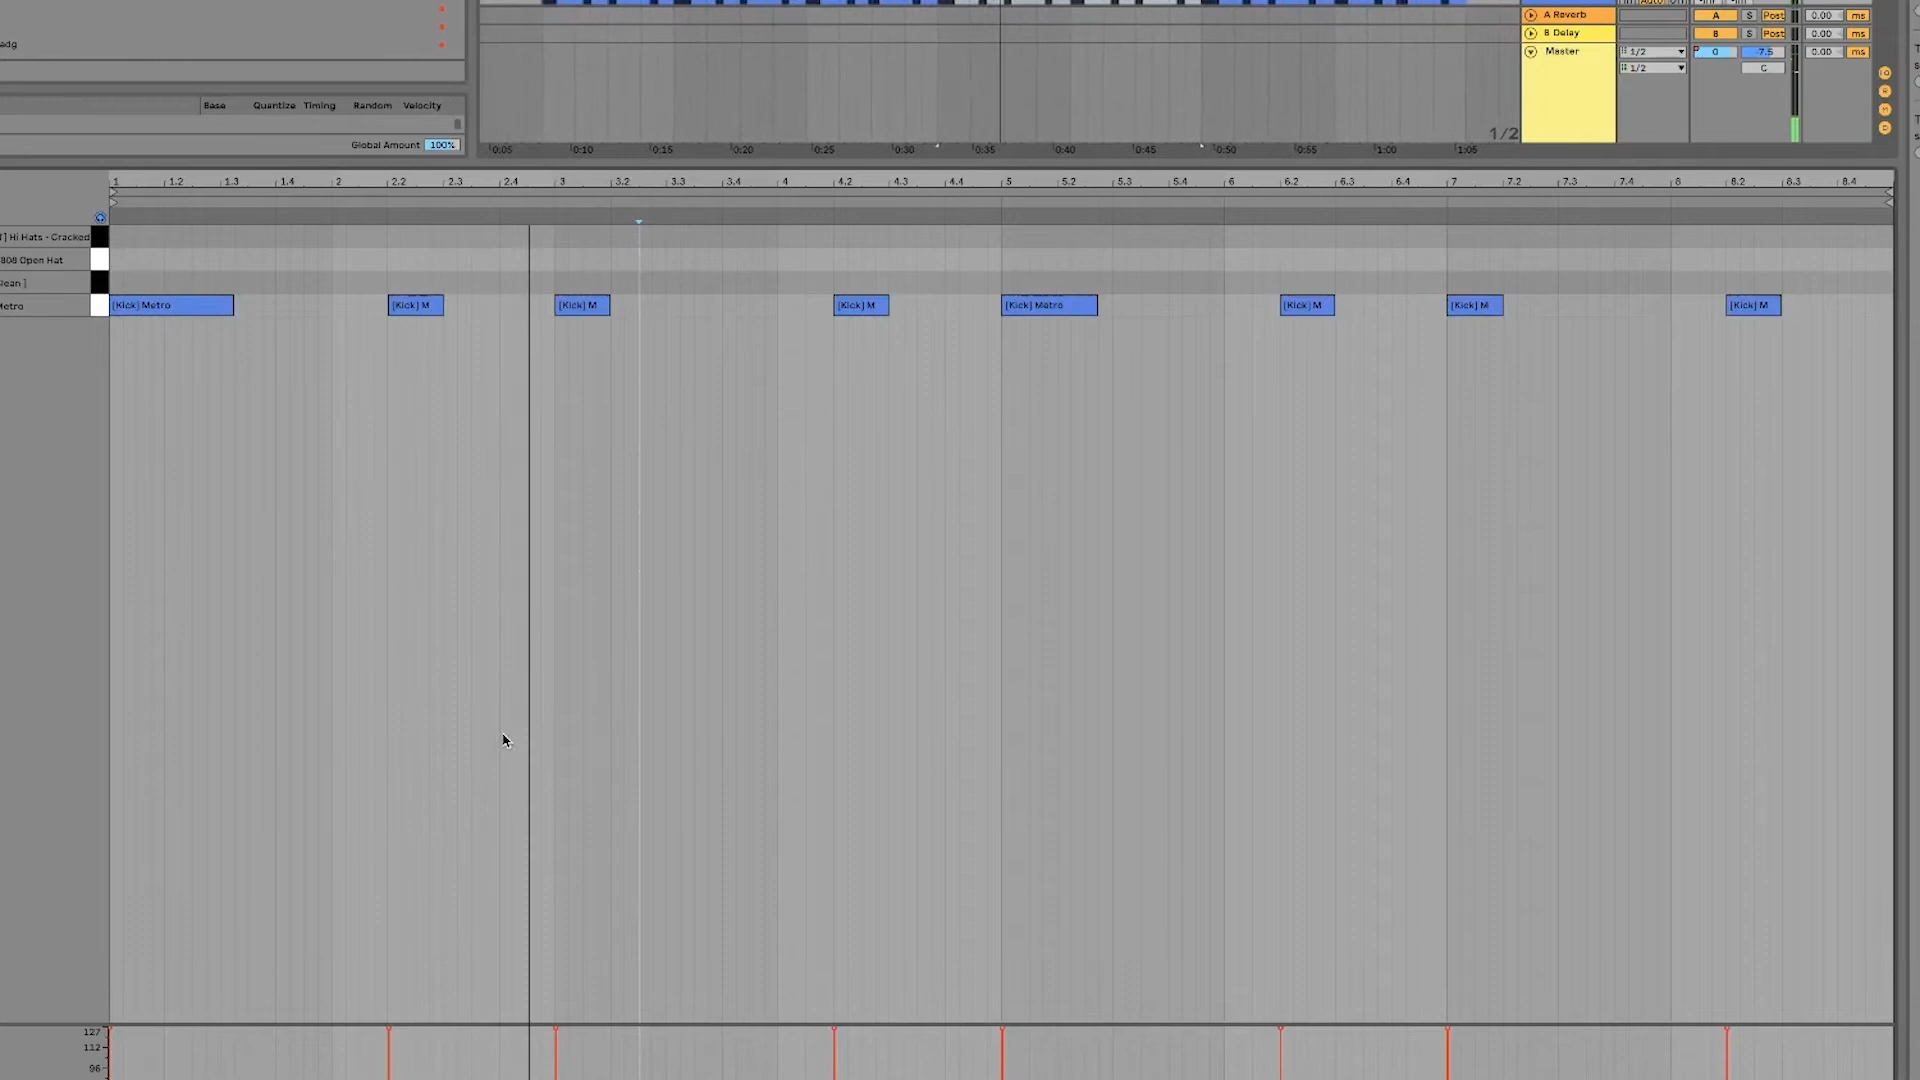 adg
A Reverb
A
S
Post
0.00
ms
B Delay
B
S
Post
0.00
ms
Master
1/2
0
-7.5
0.00
ms
1/2
C
Base
Quantize
Timing
Random
Velocity
Global Amount
100%
1/2
0:05
0:10
0:15
0:20
0:25
0:30
0:35
0:40
0:45
0:50
0:55
1:00
1:05
1
1.2
1.3
1.4
2
2.2
2.3
2.4
3
3.2
3.3
3.4
4
4.2
4.3
4.4
5
5.2
5.3
5.4
6
6.2
6.3
6.4
7
7.2
7.3
7.4
8
8.2
8.3
8.4
] Hi Hats - Cracked
808 Open Hat
lean ]
Metro
[Kick] Metro
[Kick] M
[Kick] M
[Kick] M
[Kick] Metro
[Kick] M
[Kick] M
[Kick] M
127
112
96